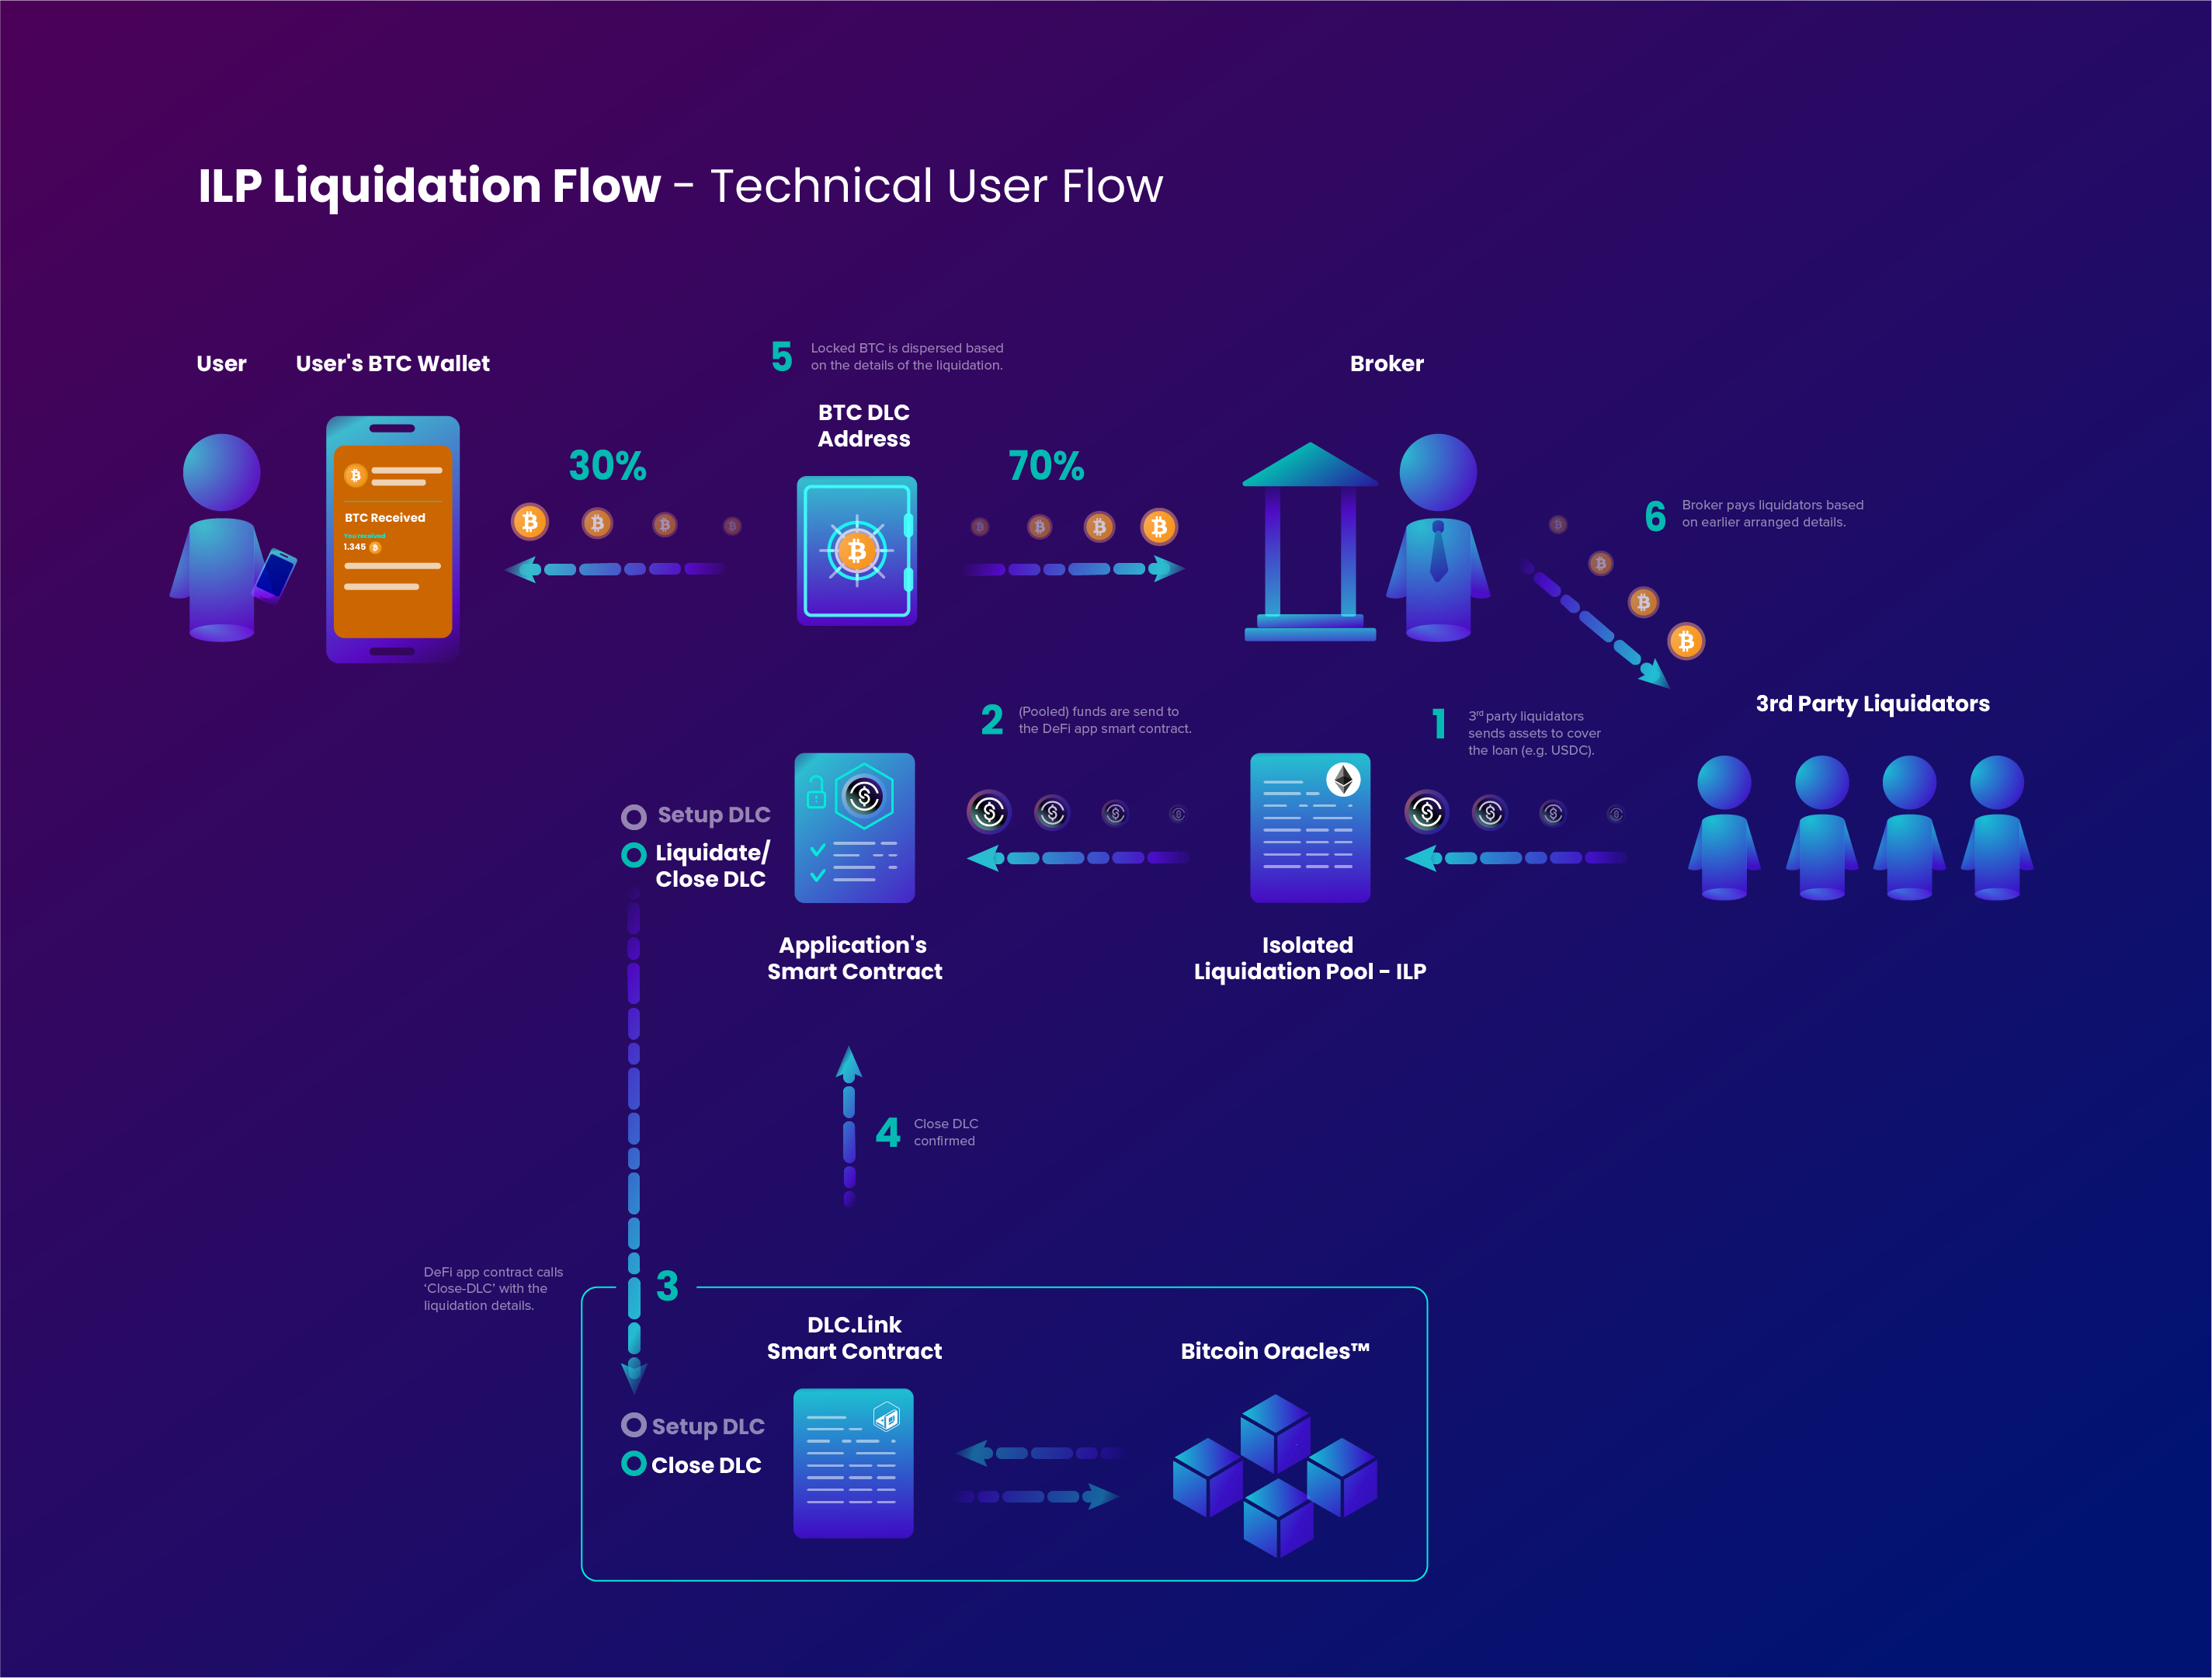 ILP Liquidation Flow - Technical User Flow
User
User's BTC Wallet
BTC Received
You received
1.345
30%
5
Locked BTC is dispersed based
on the details of the liquidation.
BTC DLC
Address
70%
Broker
6
Broker pays liquidators based
on earlier arranged details.
3rd Party Liquidators
1
3rd party liquidators
sends assets to cover
the loan (e.g. USDC).
2
(Pooled) funds are send to
the DeFi app smart contract.
Setup DLC
Liquidate/
Close DLC
Application's
Smart Contract
Isolated
Liquidation Pool - ILP
4
Close DLC
confirmed
DeFi app contract calls
‘Close-DLC’ with the
liquidation details.
3
DLC.Link
Smart Contract
Bitcoin Oracles™
Setup DLC
Close DLC